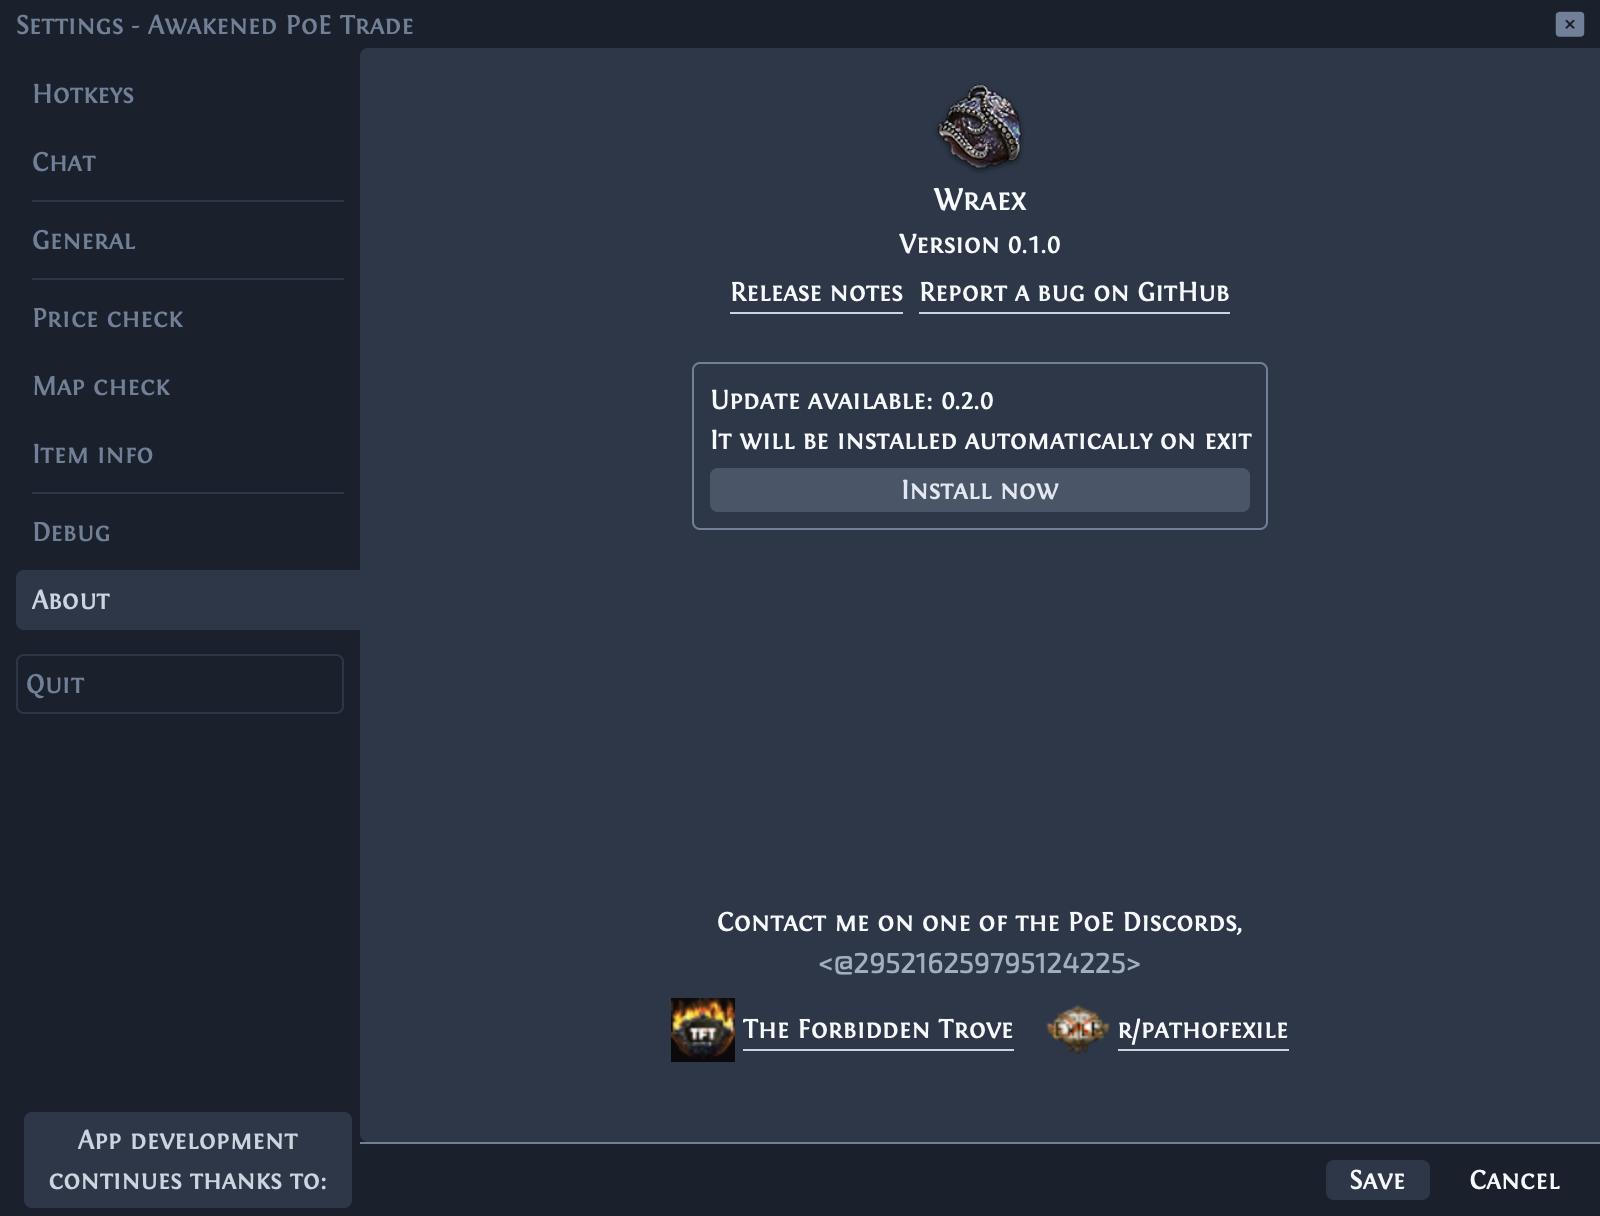 Settings - Awakened PoE Trade
Hotkeys
Chat
General
Price check
Map check
Item info
Debug
About
Quit
App development
continues thanks to:
Wraex
Version 0.1.0
Release notes Report a bug on GitHub
Update available: 0.2.0
It will be installed automatically on exit
Install now
Contact me on one of the PoE Discords,
<@295216259795124225>
TFT
The Forbidden Trove
EXILE
r/pathofexile
Save
Cancel